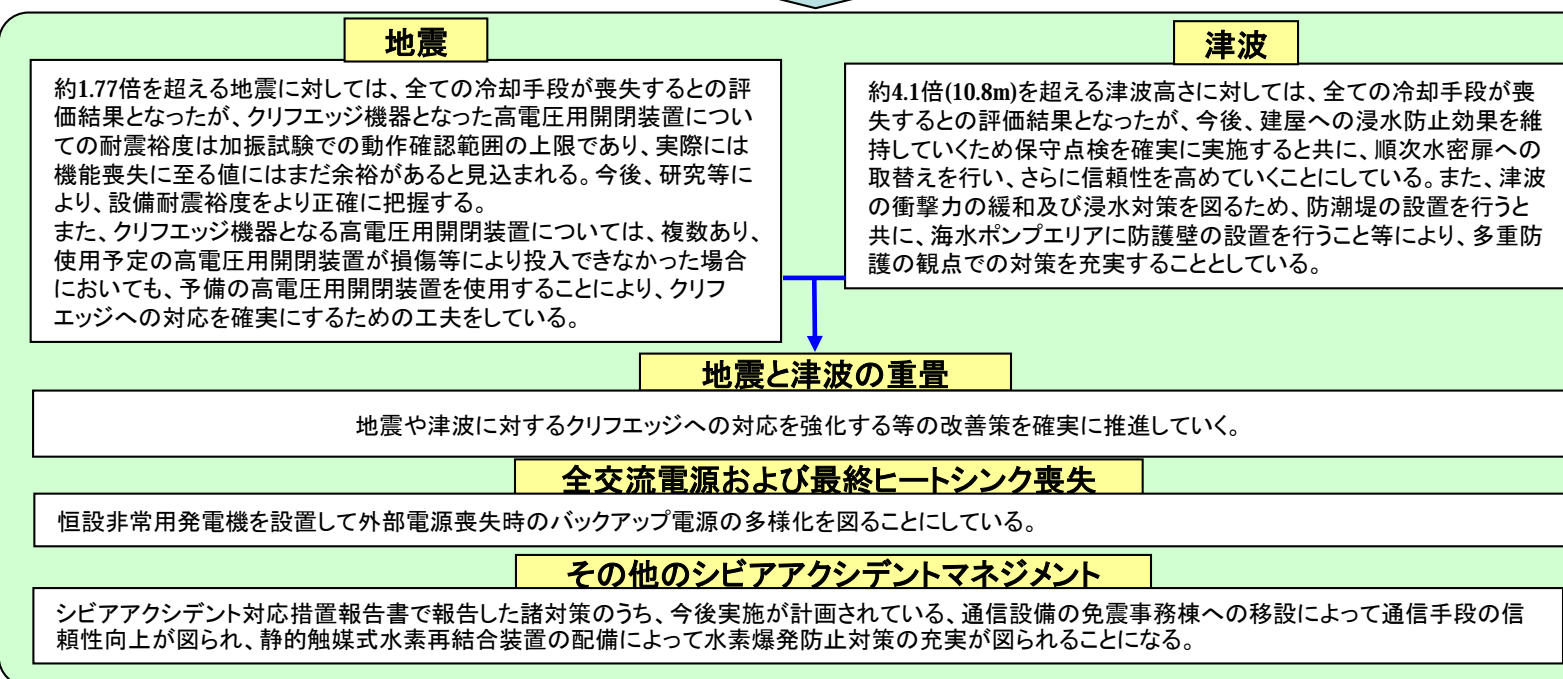 地震
約1.77倍を超える地震に対しては、全ての冷却手段が喪失するとの評
価結果となったが、クリフエッジ機器となった高電圧用開閉装置につい
ての耐震裕度は加振試験での動作確認範囲の上限であり、実際には
機能喪失に至る値にはまだ余裕があると見込まれる。今後、研究等に
より、設備耐震裕度をより正確に把握する。
また、クリフエッジ機器となる高電圧用開閉装置については、複数あり、
使用予定の高電圧用開閉装置が損傷等により投入できなかった場合
においても、予備の高電圧用開閉装置を使用することにより、クリフ
エッジへの対応を確実にするための工夫をしている。
津波
約4.1倍(10.8m)を超える津波高さに対しては、全ての冷却手段が喪
失するとの評価結果となったが、今後、建屋への浸水防止効果を維
持していくため保守点検を確実に実施すると共に、順次水密扉への
取替えを行い、さらに信頼性を高めていくことにしている。また、津波
の衝撃力の緩和及び浸水対策を図るため、防潮堤の設置を行うと
共に、海水ポンプエリアに防護壁の設置を行うこと等により、多重防
護の観点での対策を充実することとしている。
地震と津波の重畳
地震や津波に対するクリフエッジへの対応を強化する等の改善策を確実に推進していく。
全交流電源および最終ヒートシンク喪失
恒設非常用発電機を設置して外部電源喪失時のバックアップ電源の多様化を図ることにしている。
その他のシビアアクシデントマネジメント
シビアアクシデント対応措置報告書で報告した諸対策のうち、今後実施が計画されている、通信設備の免震事務棟への移設によって通信手段の信
頼性向上が図られ、静的触媒式水素再結合装置の配備によって水素爆発防止対策の充実が図られることになる。